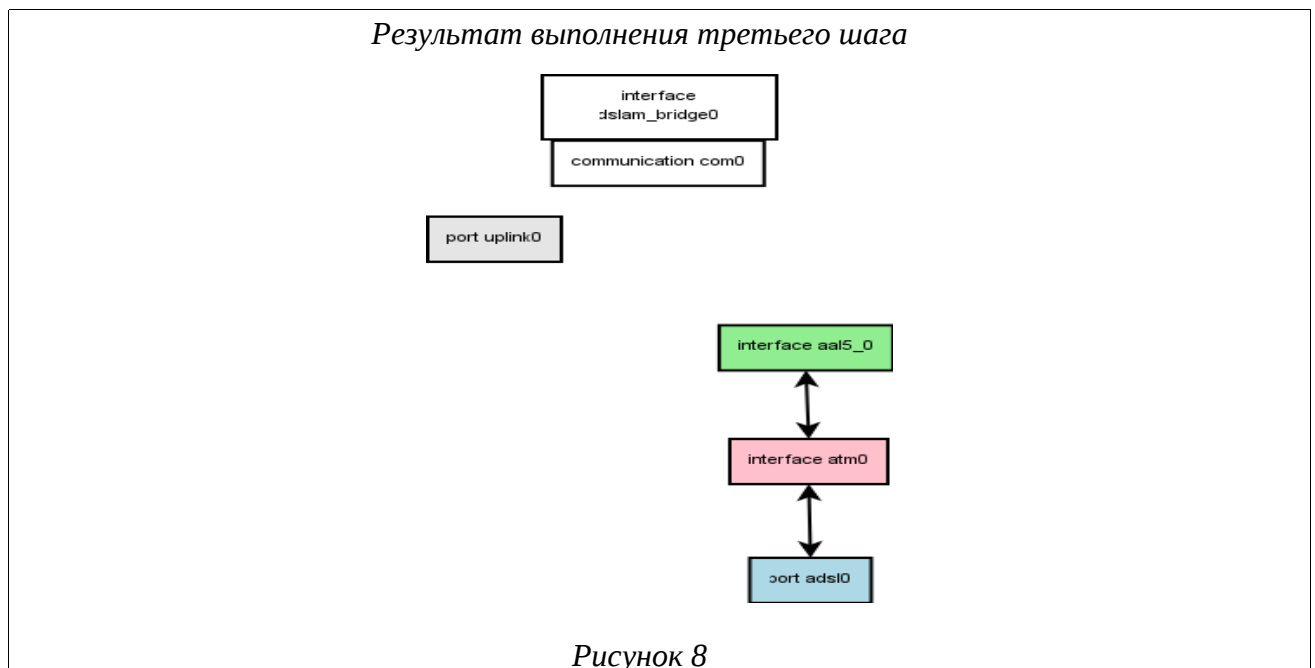 Результат выполнения третьего шага
interface
dslam_bridge0
communication com0
port uplink0
interface aal5_0
interface atm0
port adsl0
Рисунок 8